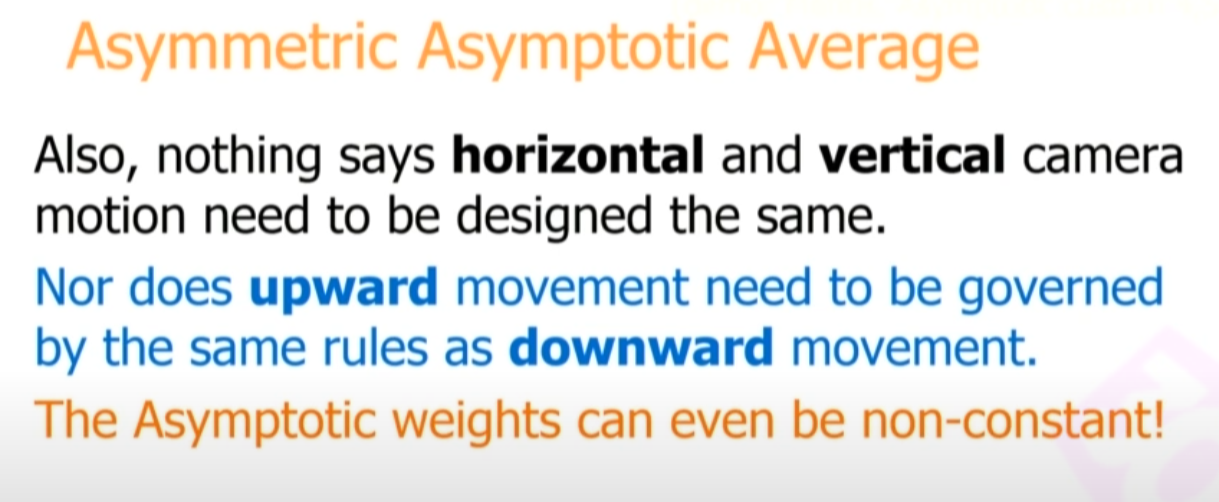 Asymmetric Asymptotic Average
Also, nothing says horizontal and vertical camera
motion need to be designed the same.
Nor does upward movement need to be governed
by the same rules as downward movement.
The Asymptotic weights can even be non-constant!